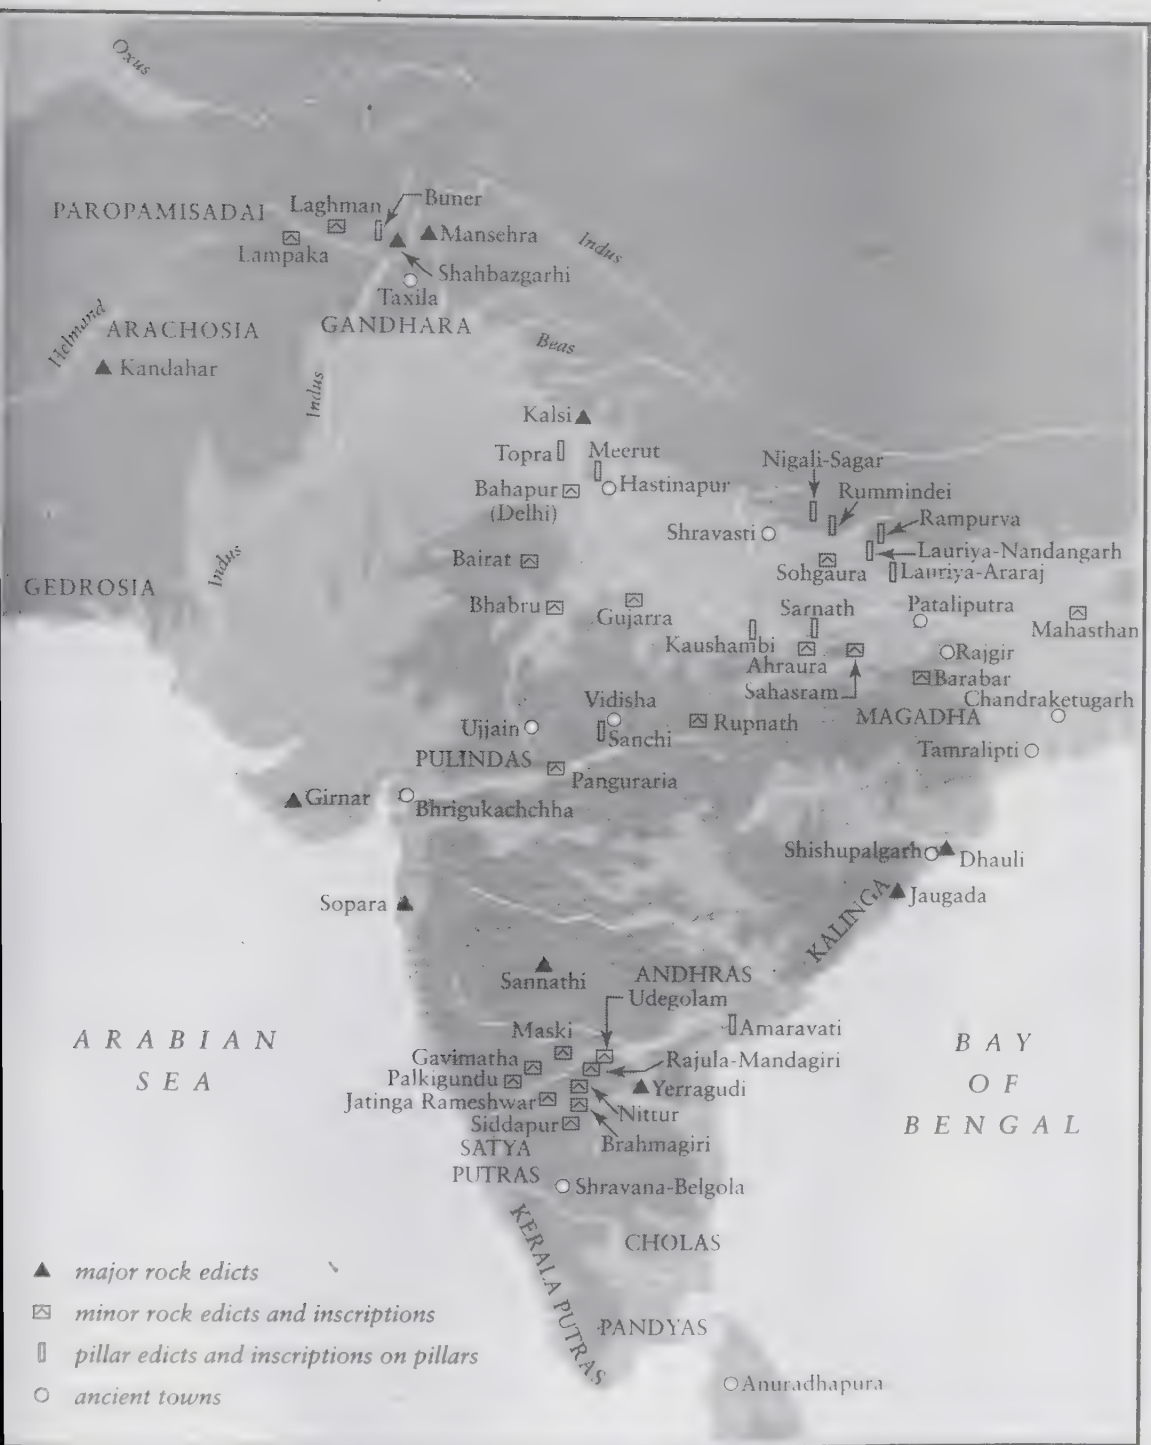 Oxus
PAROPAMISADAI
Laghman
Buner
Lampaka
Mansehra
Indus
Shahbazgarhi
Taxila
GANDHARA
Helmand
ARACHOSIA
Kandahar
Beas
Indus
Kalsi
Topra
Meerut
Nigali-Sagar
Bahapur
(Delhi)
Hastinapur
Rummindei
Shravasti
Rampurva
Lauriya-Nandangarh
Bairat
Sohgaura
Lauriya-Araraj
Indus
GEDROSIA
Bhabru
Gujarra
Sarnath
Pataliputra
Mahasthan
Kaushambi
Ahraura
Rajgir
Sahasram
Barabar
Chandraketugarh
Vidisha
MAGADHA
Ujjain
Sanchi
Rupnath
Tamralipti
PULINDAS
Panguraria
Girnar
Bhrigukachchha
Shishupalgarh
Dhauli
Jaugada
KALINGA
Sopara
Sannathi
ANDHRAS
Udegolam
Maski
Amaravati
ARABIAN
SEA
BAY
OF
BENGAL
Gavimatha
Rajula-Mandagiri
Palkigundu
Yerragudi
Jatinga Rameshwar
Nittur
Siddapur
Brahmagiri
SATYA
PUTRAS
Shravana-Belgola
KERALA PUTRAS
CHOLAS
PANDYAS
Anuradhapura
major rock edicts
minor rock edicts and inscriptions
pillar edicts and inscriptions on pillars
ancient towns